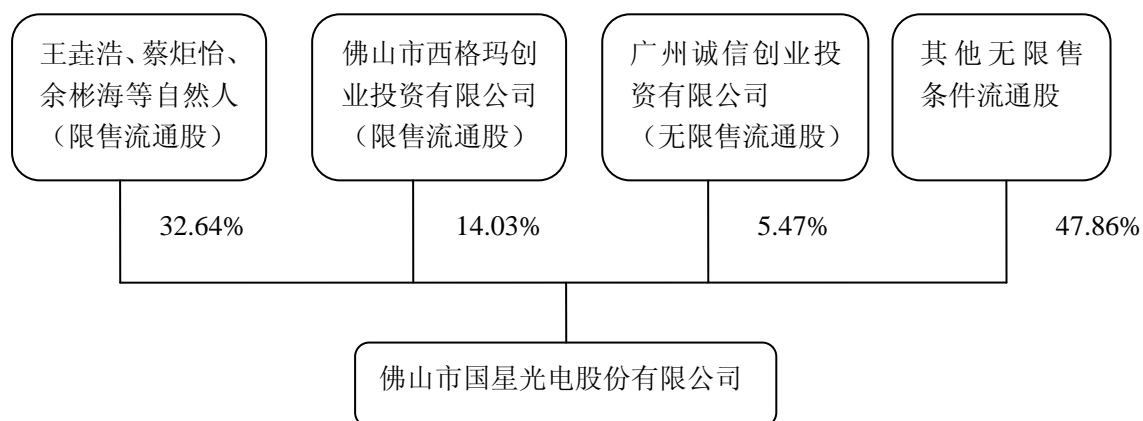 王垚浩、蔡炬怡、
余彬海等自然人
（限售流通股）
佛山市西格玛创
业投资有限公司
（限售流通股）
广州诚信创业投
资有限公司
（无限售流通股）
其他无限售
条件流通股
32.64%
14.03%
5.47%
47.86%
佛山市国星光电股份有限公司